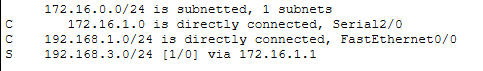 172.16.0.0/24 is subnetted, 1 subnets
C 172.16.1.0 is directly connected, Serial2/0
C 192.168.1.0/24 is directly connected, FastEthernet0/0
S 192.168.3.0/24 [1/0] via 172.16.1.1